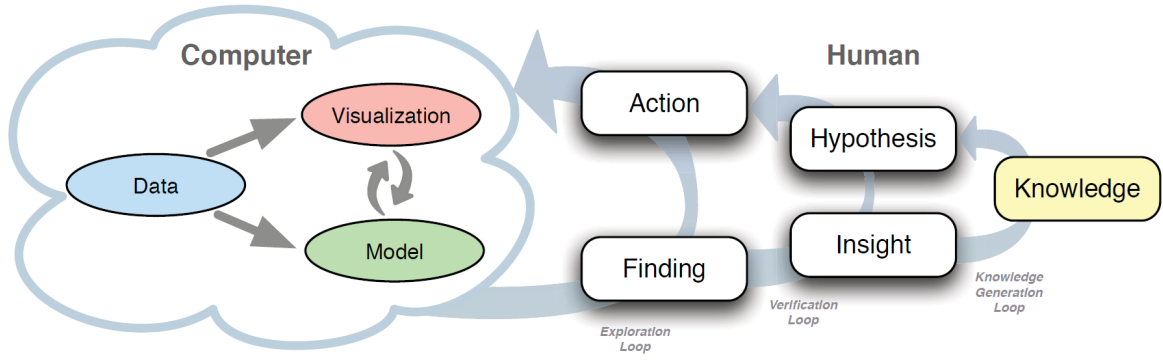 Computer
Human
Visualization
Data
Model
Action
Hypothesis
Knowledge
Finding
Insight
Exploration
Loop
Verification
Loop
Knowledge
Generation
Loop